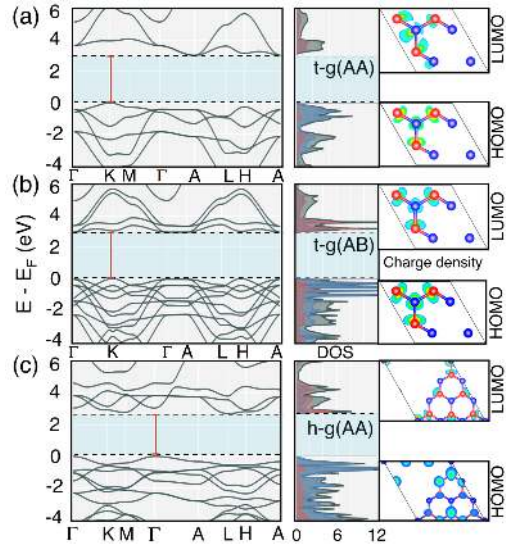 (a)
6
4
2
0
-2
-4
Γ K M Γ A L H A
t-g(AA)
LUMO
HOMO
(b)
6
4
2
0
-2
-4
Γ K Γ A L H A
E - E_F (eV)
t-g(AB)
DOS
LUMO
Charge density
HOMO
(c)
6
4
2
0
-2
-4
Γ K M Γ A L H A
h-g(AA)
0 6 12
LUMO
HOMO